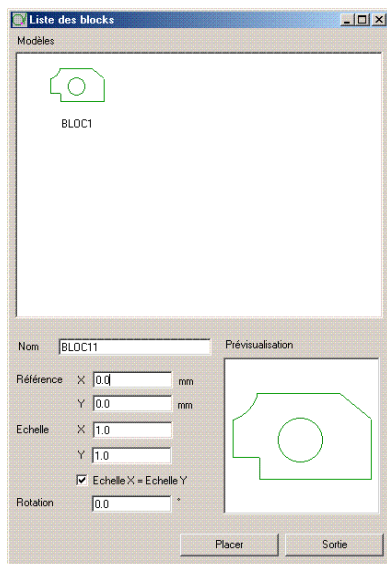 Liste des blocks
Modèles
BLOC1
Nom BLOC11
Prévisualisation
Référence X 0.0 mm
Y 0.0 mm
Echelle X 1.0
Y 1.0
Echelle X = Echelle Y
Rotation 0.0 °
Placer Sortie